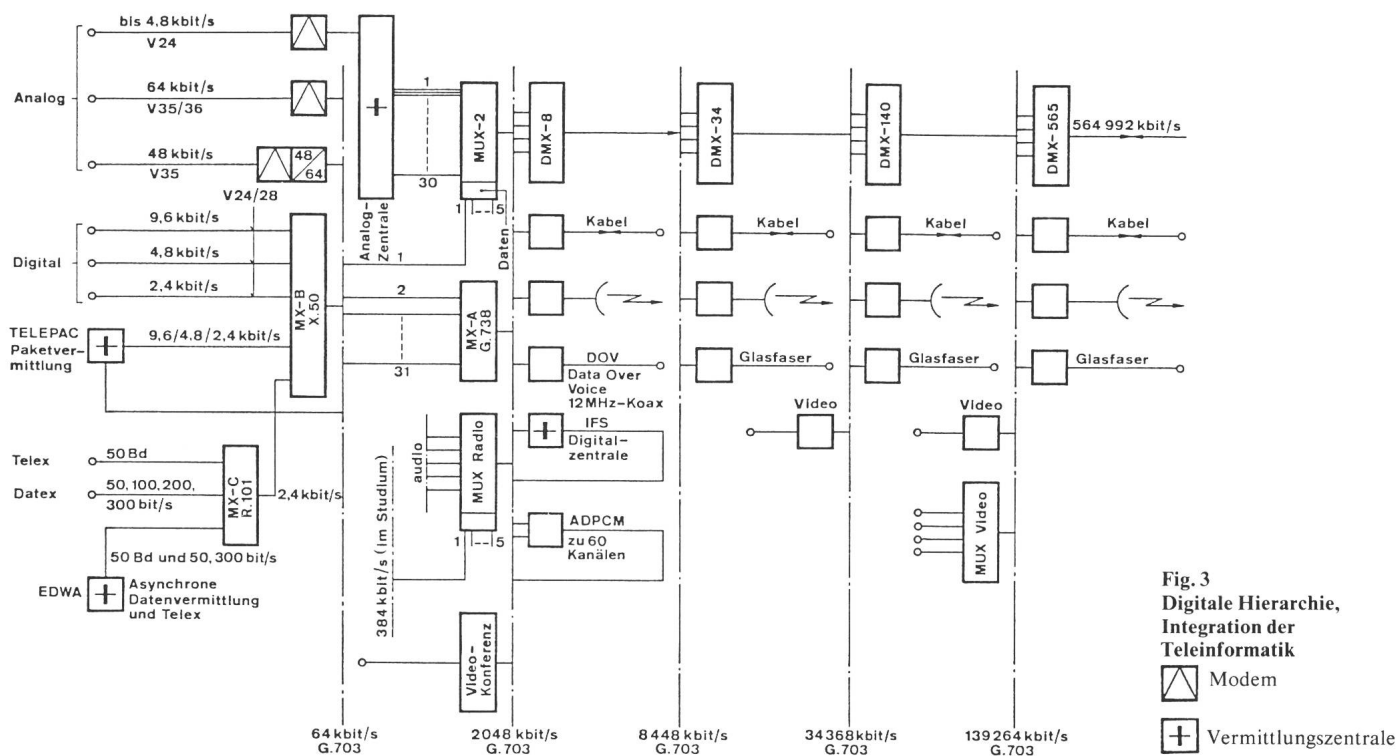 bis 4,8 kbit/s
V24
Analog
64 kbit/s
V35/36
48 kbit/s
V35
48
64
V24/28
9,6 kbit/s
Digital
4,8 kbit/s
2,4 kbit/s
TELEPAC
Paketver-
mittlung
9,6/4.8/2,4 kbit/s
MX-B
X.50
Telex
50 Bd
Datex
50, 100, 200,
300 bit/s
MX-C
R.101
2,4 kbit/s
50 Bd und 50, 300 bit/s
EDWA
Asynchrone
Datenvermittlung
und Telex
Analog-
Zentrale
1
30
MUX-2
1 5
Daten
1
2
31
MX-A
G.738
384 kbit/s (im Studium)
audio
MUX Radio
1 5
Video-
Konferenz
DMX-8
DMX-34
DMX-140
DMX-565
564 992 kbit/s
Kabel
Kabel
Kabel
Kabel
DOV
Data Over
Voice
12MHz-Koax
Glasfaser
Glasfaser
Glasfaser
IFS
Digital-
zentrale
ADPCM
zu 60
Kanälen
Video
Video
MUX Video
64 kbit/s
G.703
2048 kbit/s
G.703
8 448 kbit/s
G.703
34 368 kbit/s
G.703
139 264 kbit/s
G.703
Fig. 3
Digitale Hierarchie,
Integration der
Teleinformatik
Modem
Vermittlungszentrale